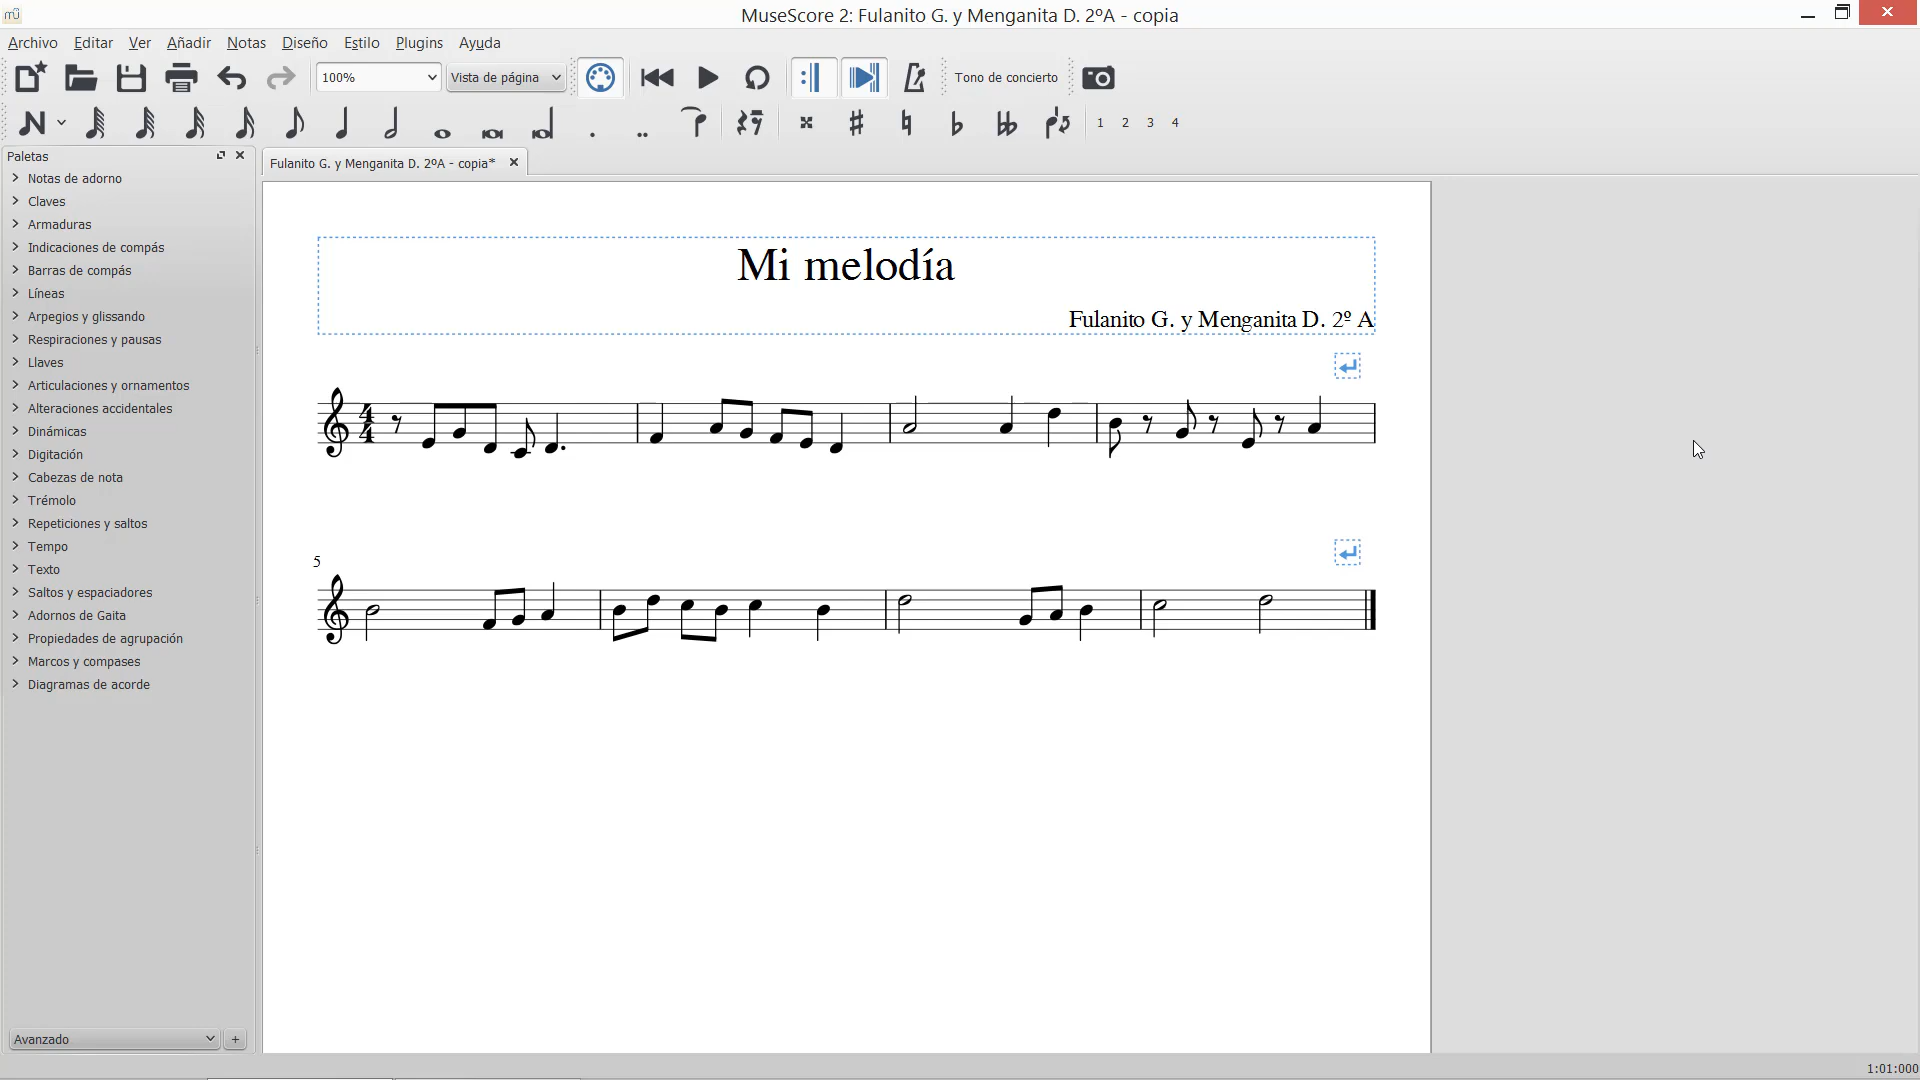 MuseScore 2: Fulanito G. y Menganita D. 2ºA - copia
Archivo Editar Ver Añadir Notas Diseño Estilo Plugins Ayuda
100% Vista de página Tono de concierto
1 2 3 4
Paletas
Fulanito G. y Menganita D. 2ºA - copia*
Notas de adorno
Claves
Armaduras
Indicaciones de compás
Barras de compás
Líneas
Arpegios y glissando
Respiraciones y pausas
Llaves
Articulaciones y ornamentos
Alteraciones accidentales
Dinámicas
Digitación
Cabezas de nota
Trémolo
Repeticiones y saltos
Tempo
Texto
Saltos y espaciadores
Adornos de Gaita
Propiedades de agrupación
Marcos y compases
Diagramas de acorde
Avanzado
Mi melodía
Fulanito G. y Menganita D. 2º A
4
4
5
1:01:000